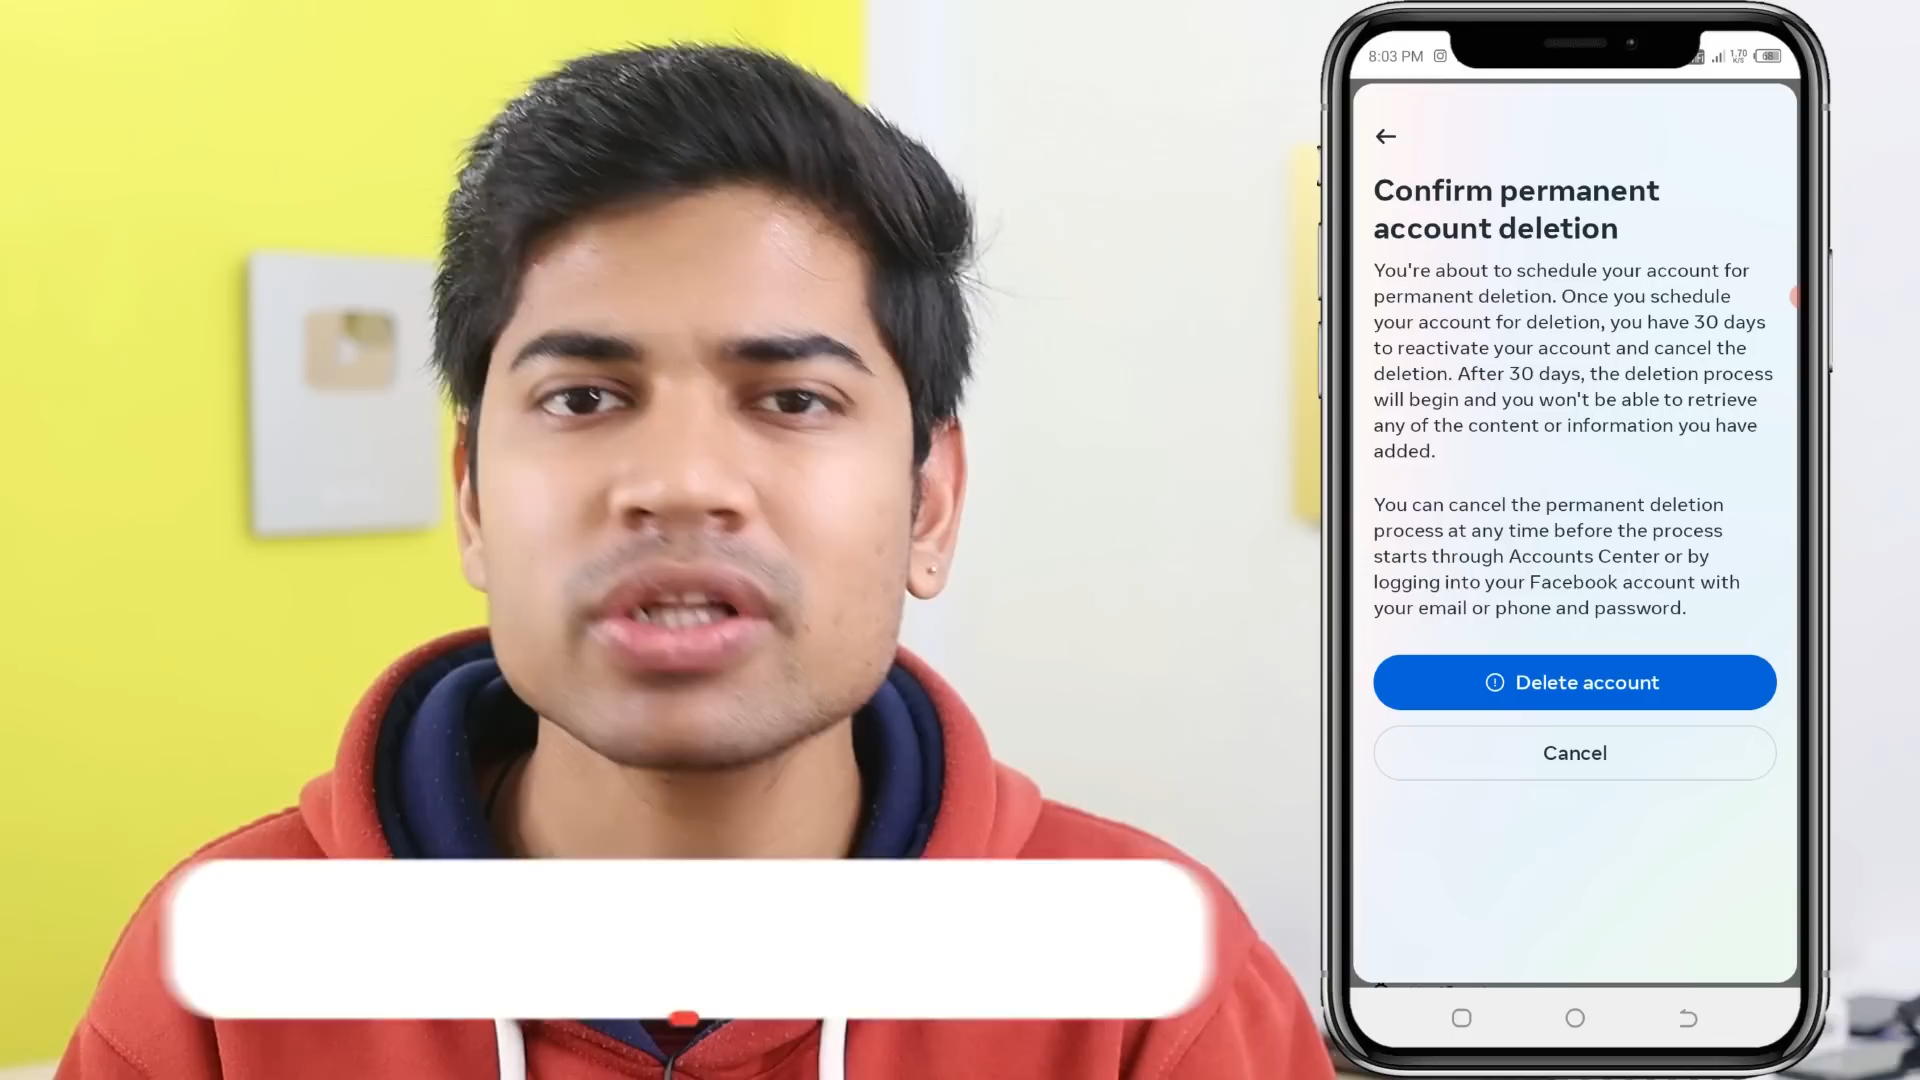 8:03 PM
1.70
K/S
68
Confirm permanent
account deletion
You're about to schedule your account for
permanent deletion. Once you schedule
your account for deletion, you have 30 days
to reactivate your account and cancel the
deletion. After 30 days, the deletion process
will begin and you won't be able to retrieve
any of the content or information you have
added.
You can cancel the permanent deletion
process at any time before the process
starts through Accounts Center or by
logging into your Facebook account with
your email or phone and password.
Delete account
Cancel